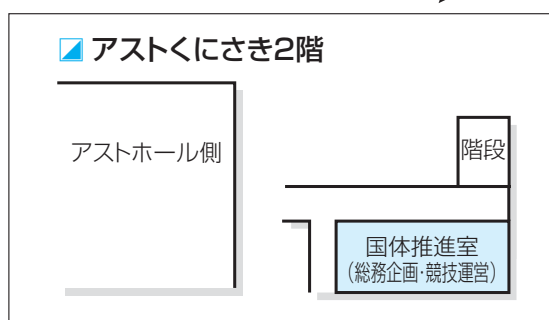 アストくにさき2階
アストホール側
階段
国体推進室
(総務企画・競技運営)